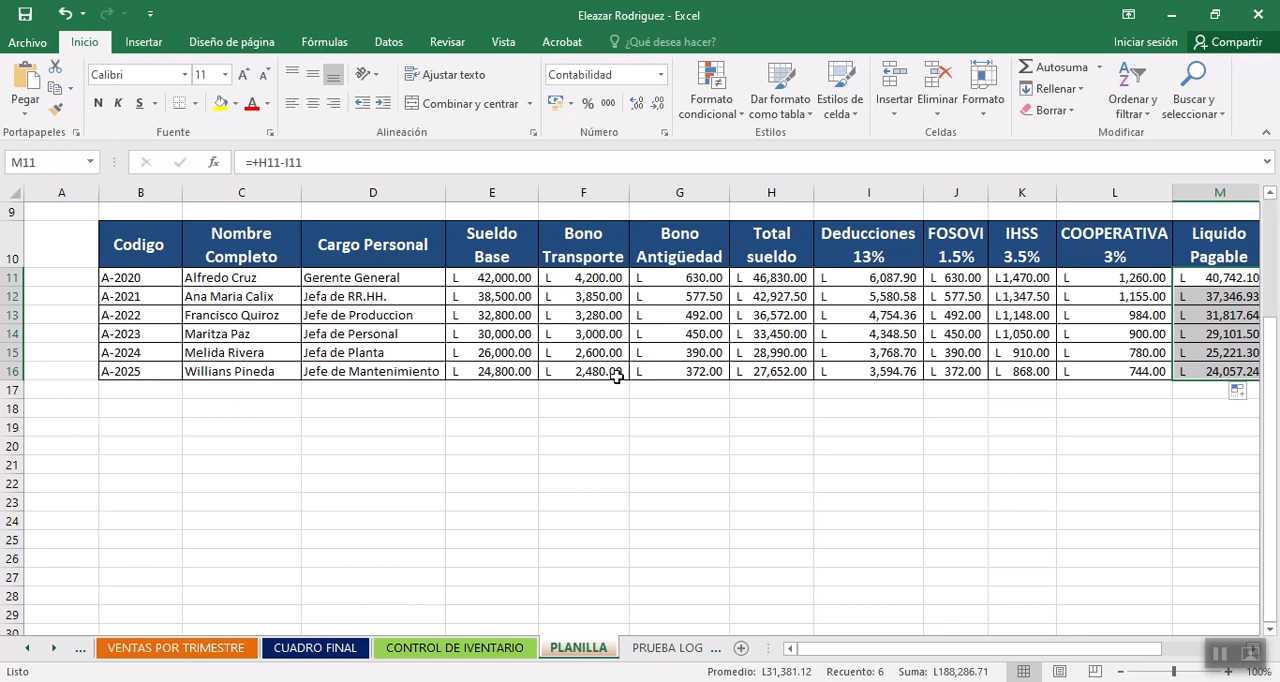 Eleazar Rodriguez - Excel
Archivo Inicio Insertar Diseño de página Fórmulas Datos Revisar Vista Acrobat ¿Qué desea hacer? Iniciar sesión Compartir
Pegar
Calibri 11
N K S
Ajustar texto
Combinar y centrar
Contabilidad
% 000
Formato condicional
Dar formato como tabla
Estilos de celda
Insertar Eliminar Formato
Autosuma
Rellenar
Borrar
Ordenar y filtrar
Buscar y seleccionar
Portapapeles Fuente Alineación Número Estilos Celdas Modificar
M11 fx =+H11-I11
A B C D E F G H I J K L M
9
10 Codigo Nombre Completo Cargo Personal Sueldo Base Bono Transporte Bono Antigüedad Total sueldo Deducciones 13% FOSOVI 1.5% IHSS 3.5% COOPERATIVA 3% Liquido Pagable
11 A-2020 Alfredo Cruz Gerente General L 42,000.00 L 4,200.00 L 630.00 L 46,830.00 L 6,087.90 L 630.00 L 1,470.00 L 1,260.00 L 40,742.10
12 A-2021 Ana Maria Calix Jefa de RR.HH. L 38,500.00 L 3,850.00 L 577.50 L 42,927.50 L 5,580.58 L 577.50 L 1,347.50 L 1,155.00 L 37,346.93
13 A-2022 Francisco Quiroz Jefe de Produccion L 32,800.00 L 3,280.00 L 492.00 L 36,572.00 L 4,754.36 L 492.00 L 1,148.00 L 984.00 L 31,817.64
14 A-2023 Maritza Paz Jefa de Personal L 30,000.00 L 3,000.00 L 450.00 L 33,450.00 L 4,348.50 L 450.00 L 1,050.00 L 900.00 L 29,101.50
15 A-2024 Melida Rivera Jefa de Planta L 26,000.00 L 2,600.00 L 390.00 L 28,990.00 L 3,768.70 L 390.00 L 910.00 L 780.00 L 25,221.30
16 A-2025 Willians Pineda Jefe de Mantenimiento L 24,800.00 L 2,480.00 L 372.00 L 27,652.00 L 3,594.76 L 372.00 L 868.00 L 744.00 L 24,057.24
17
18
19
20
21
22
23
24
25
26
27
28
29
30
... VENTAS POR TRIMESTRE CUADRO FINAL CONTROL DE IVENTARIO PLANILLA PRUEBA LOG ...
Listo Promedio: L31,381.12 Recuento: 6 Suma: L188,286.71 100%